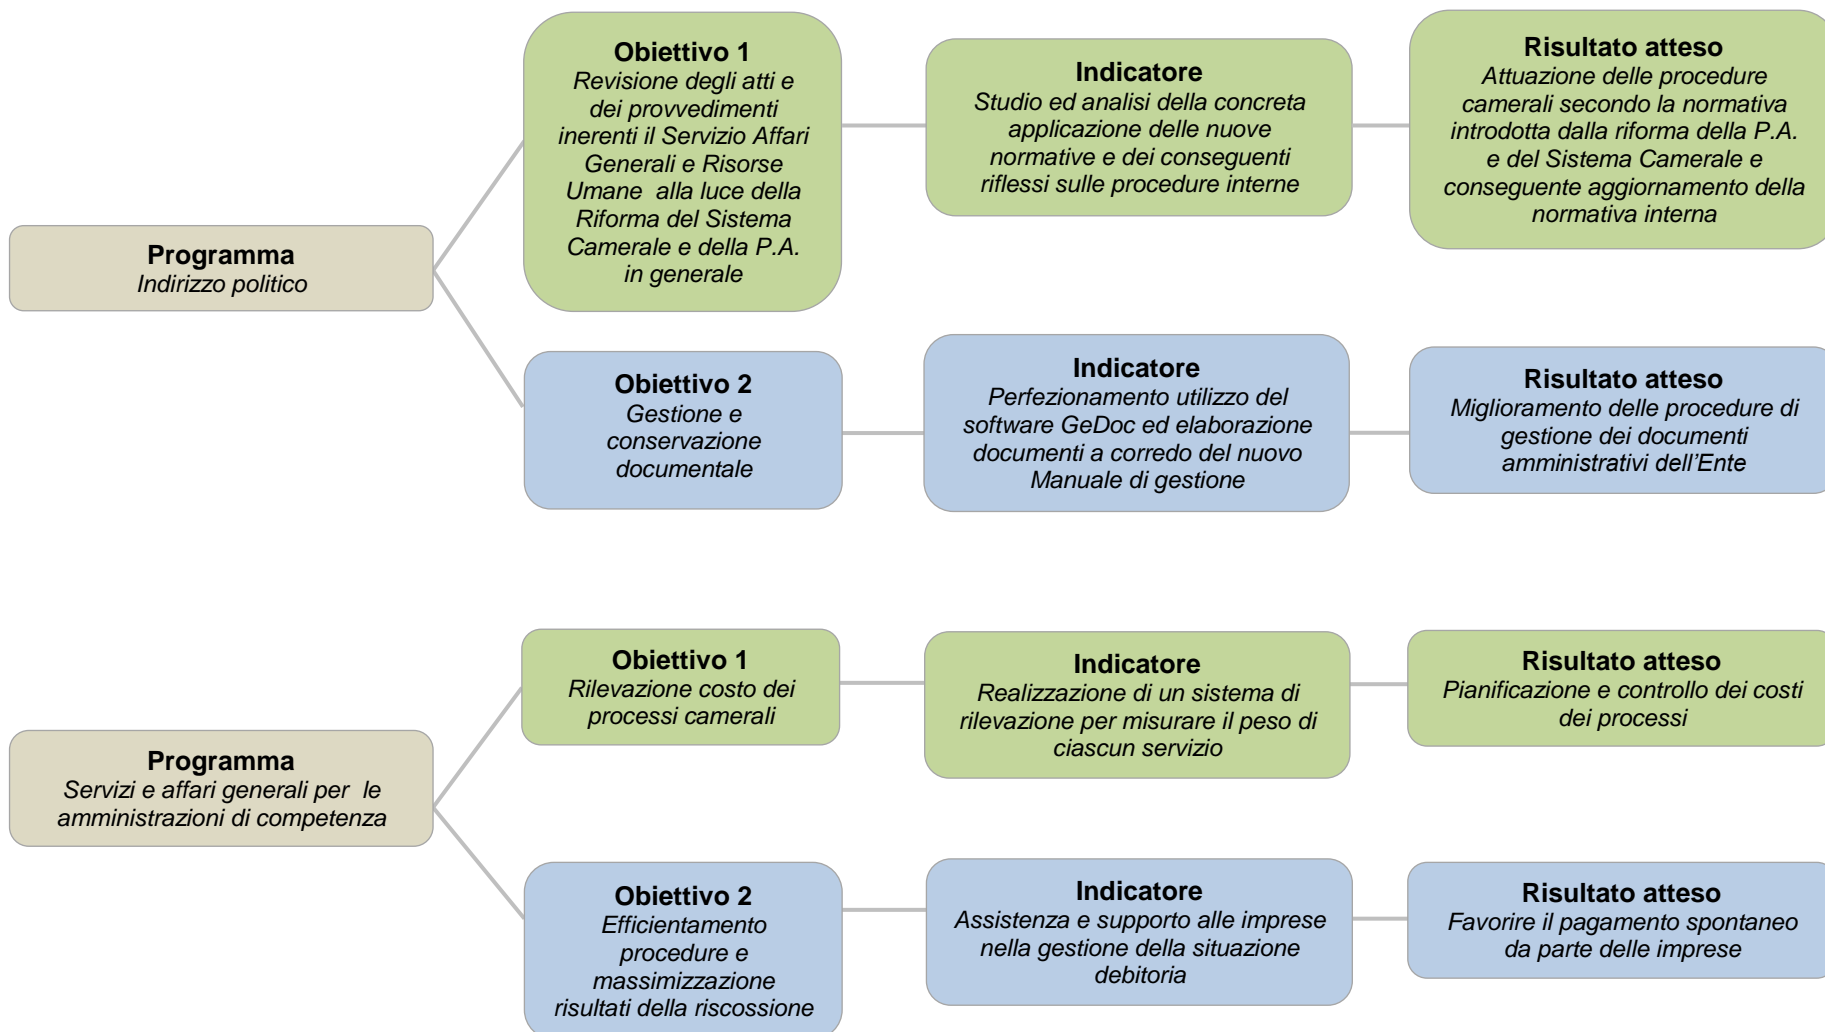 Programma
Indirizzo politico
Obiettivo 1
Revisione degli atti e
dei provvedimenti
inerenti il Servizio Affari
Generali e Risorse
Umane alla luce della
Riforma del Sistema
Camerale e della P.A.
in generale
Indicatore
Studio ed analisi della concreta
applicazione delle nuove
normative e dei conseguenti
riflessi sulle procedure interne
Risultato atteso
Attuazione delle procedure
camerali secondo la normativa
introdotta dalla riforma della P.A.
e del Sistema Camerale e
conseguente aggiornamento della
normativa interna
Obiettivo 2
Gestione e
conservazione
documentale
Indicatore
Perfezionamento utilizzo del
software GeDoc ed elaborazione
documenti a corredo del nuovo
Manuale di gestione
Risultato atteso
Miglioramento delle procedure di
gestione dei documenti
amministrativi dell’Ente
Programma
Servizi e affari generali per le
amministrazioni di competenza
Obiettivo 1
Rilevazione costo dei
processi camerali
Indicatore
Realizzazione di un sistema di
rilevazione per misurare il peso di
ciascun servizio
Risultato atteso
Pianificazione e controllo dei costi
dei processi
Obiettivo 2
Efficientamento
procedure e
massimizzazione
risultati della riscossione
Indicatore
Assistenza e supporto alle imprese
nella gestione della situazione
debitoria
Risultato atteso
Favorire il pagamento spontaneo
da parte delle imprese